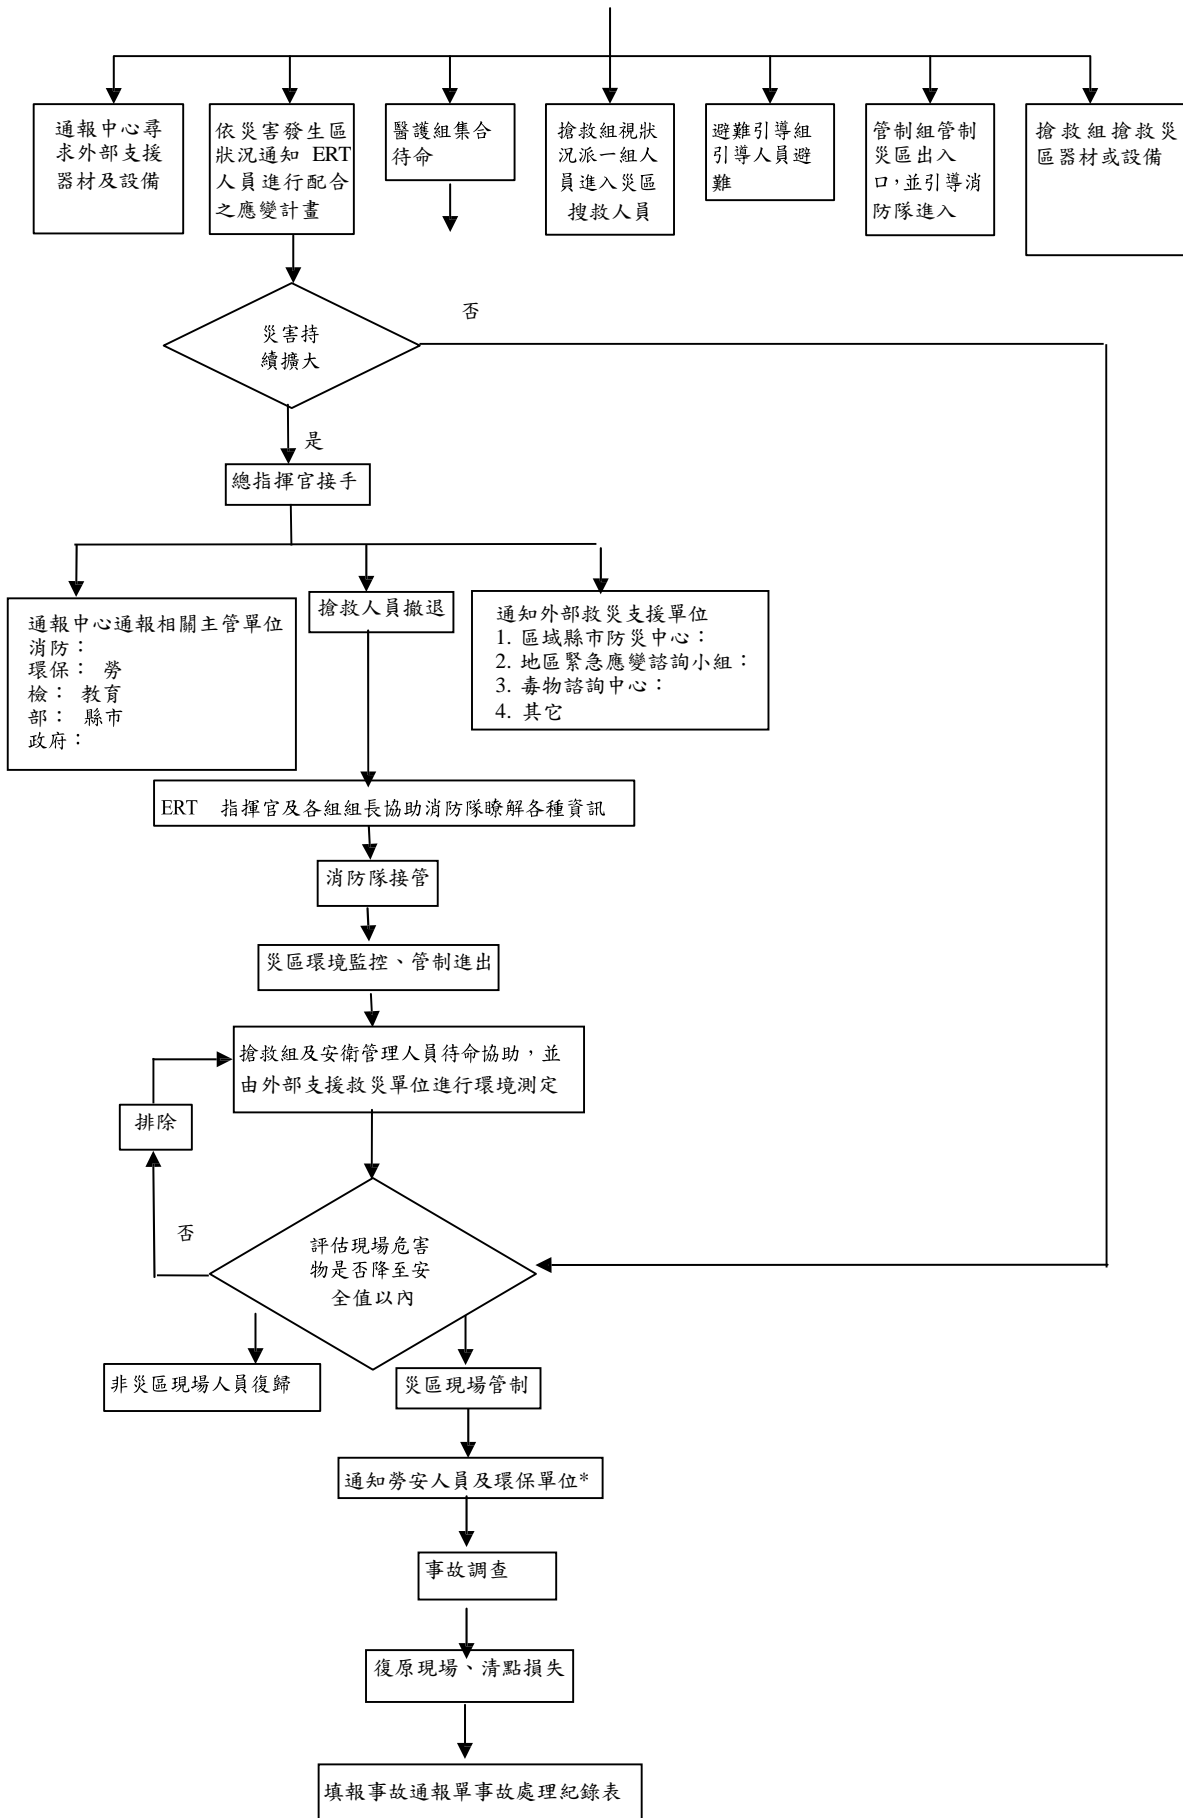 通報中心尋
求外部支援
器材及設備
依災害發生區
狀況通知 ERT
人員進行配合
之應變計畫
醫護組集合
待命
搶救組視狀
況派一組人
員進入災區
搜救人員
避難引導組
引導人員避
難
管制組管制
災區出入
口,並引導消
防隊進入
搶救組搶救災
區器材或設備
災害持
續擴大
否
是
總指揮官接手
通報中心通報相關主管單位
消防：
環保： 勞
檢： 教育
部： 縣市
政府：
搶救人員撤退
通知外部救災支援單位
1. 區域縣市防災中心：
2. 地區緊急應變諮詢小組：
3. 毒物諮詢中心：
4. 其它
ERT 指揮官及各組組長協助消防隊瞭解各種資訊
消防隊接管
災區環境監控、管制進出
搶救組及安衛管理人員待命協助，並
由外部支援救災單位進行環境測定
排除
否
評估現場危害
物是否降至安
全值以內
非災區現場人員復歸
災區現場管制
通知勞安人員及環保單位*
事故調查
復原現場、清點損失
填報事故通報單事故處理紀錄表